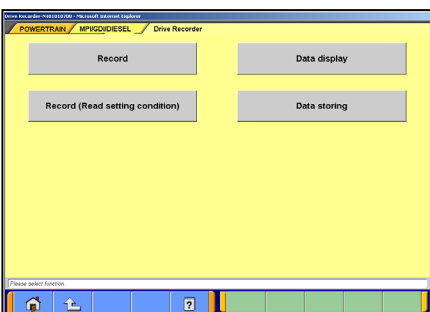 Drive Recorder-M401010700 - Microsoft Internet Explorer
POWERTRAIN MPI/GDI/DIESEL Drive Recorder
Record Data display
Record (Read setting condition) Data storing
Please select function.
?